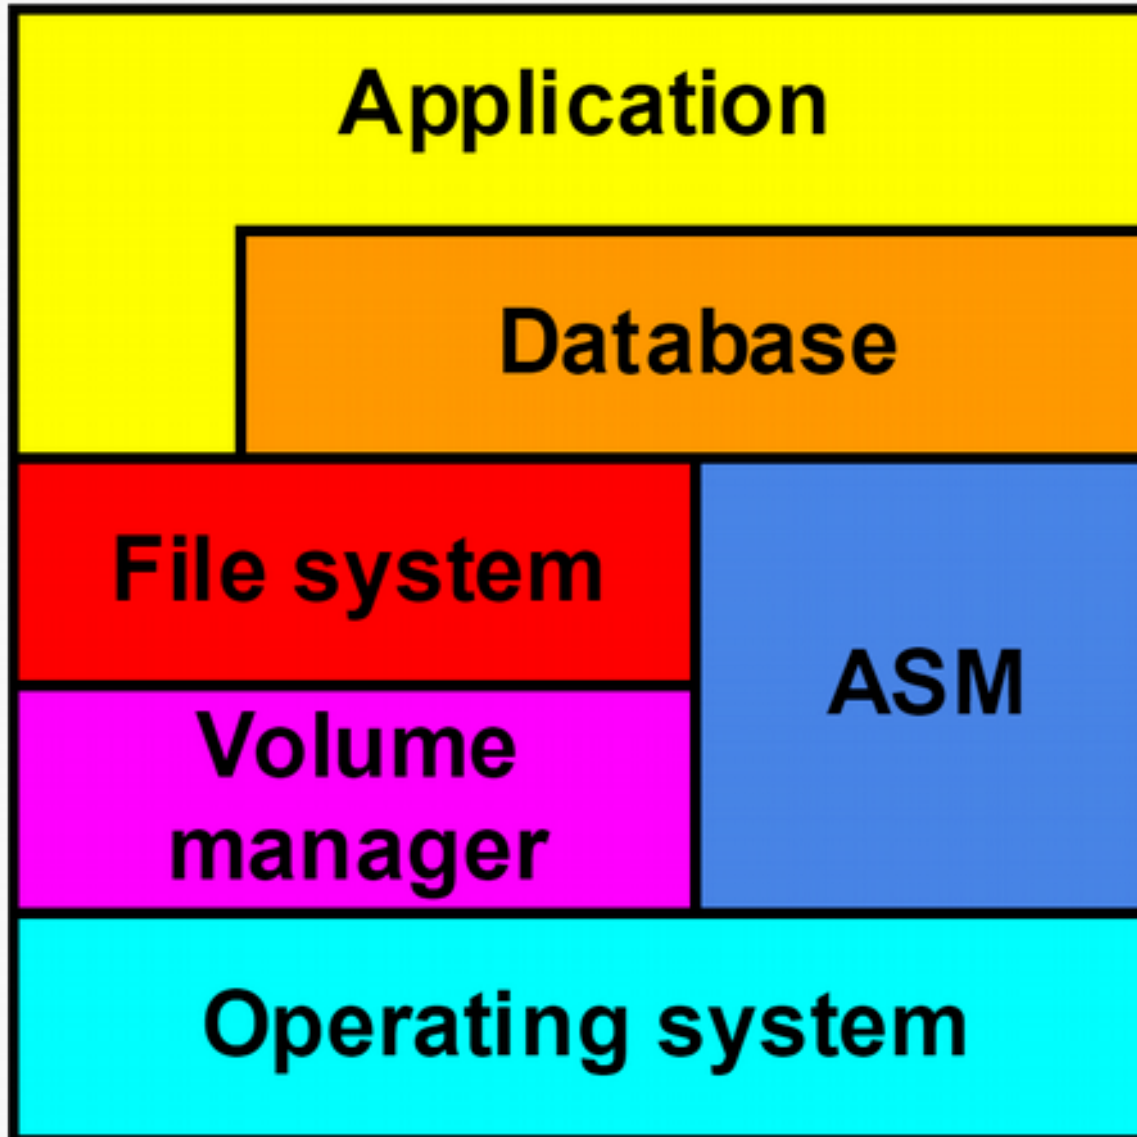 Application
Database
File system
ASM
Volume
manager
Operating system